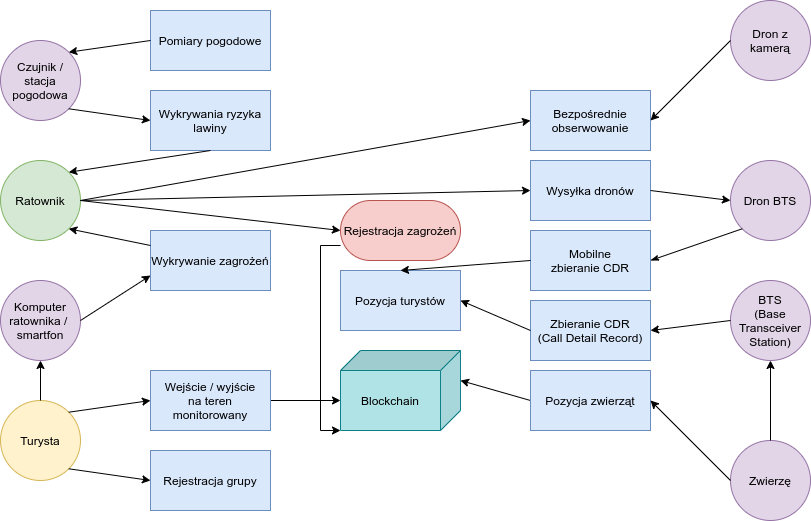 Pomiary pogodowe
Dron z
kamerą
Czujnik /
stacja
pogodowa
Wykrywania ryzyka
lawiny
Bezpośrednie
obserwowanie
Ratownik
Wysyłka dronów
Dron BTS
Rejestracja zagrożeń
Wykrywanie zagrożeń
Mobilne
zbieranie CDR
Komputer
ratownika /
smartfon
Pozycja turystów
Zbieranie CDR
(Call Detail Record)
BTS
(Base
Transceiver
Station)
Wejście / wyjście
na teren
monitorowany
Blockchain
Pozycja zwierząt
Turysta
Rejestracja grupy
Zwierzę